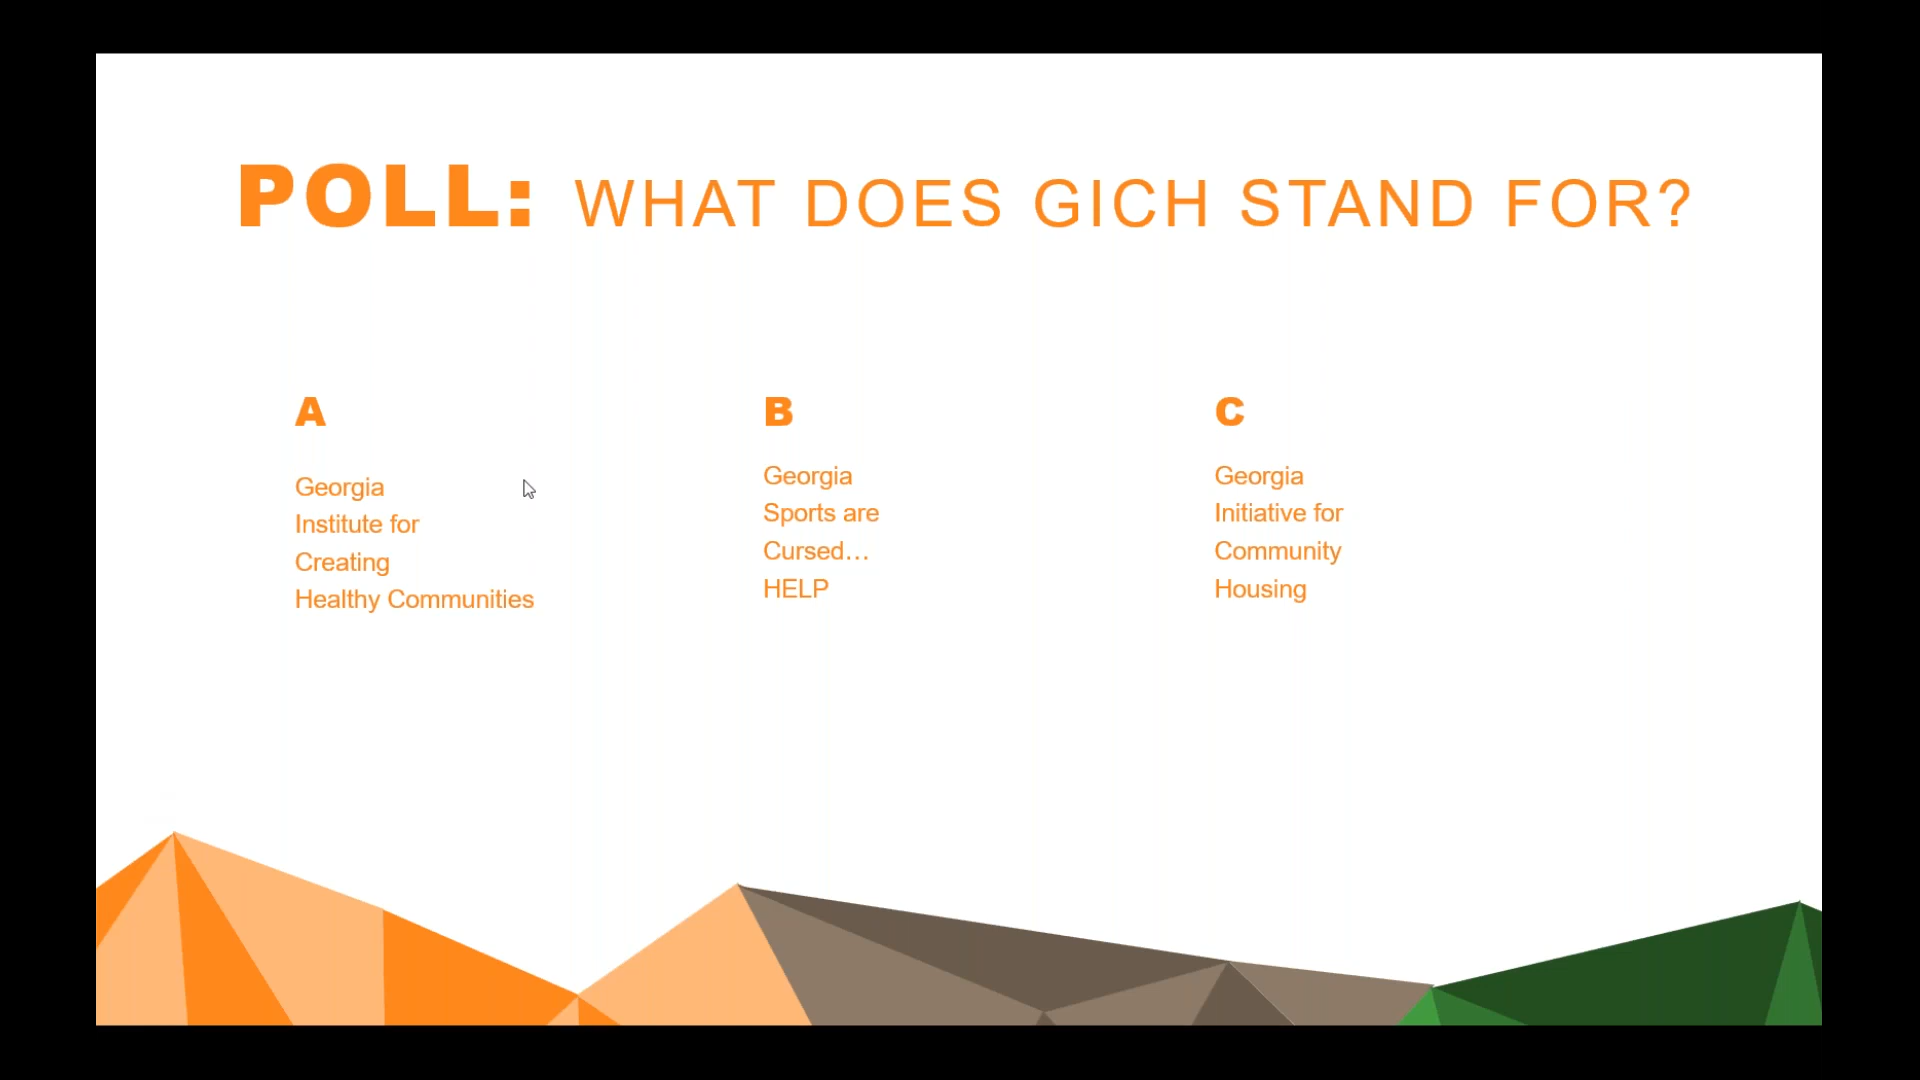 POLL: WHAT DOES GICH STAND FOR?
A
Georgia
Institute for
Creating
Healthy Communities
B
Georgia
Sports are
Cursed…
HELP
C
Georgia
Initiative for
Community
Housing